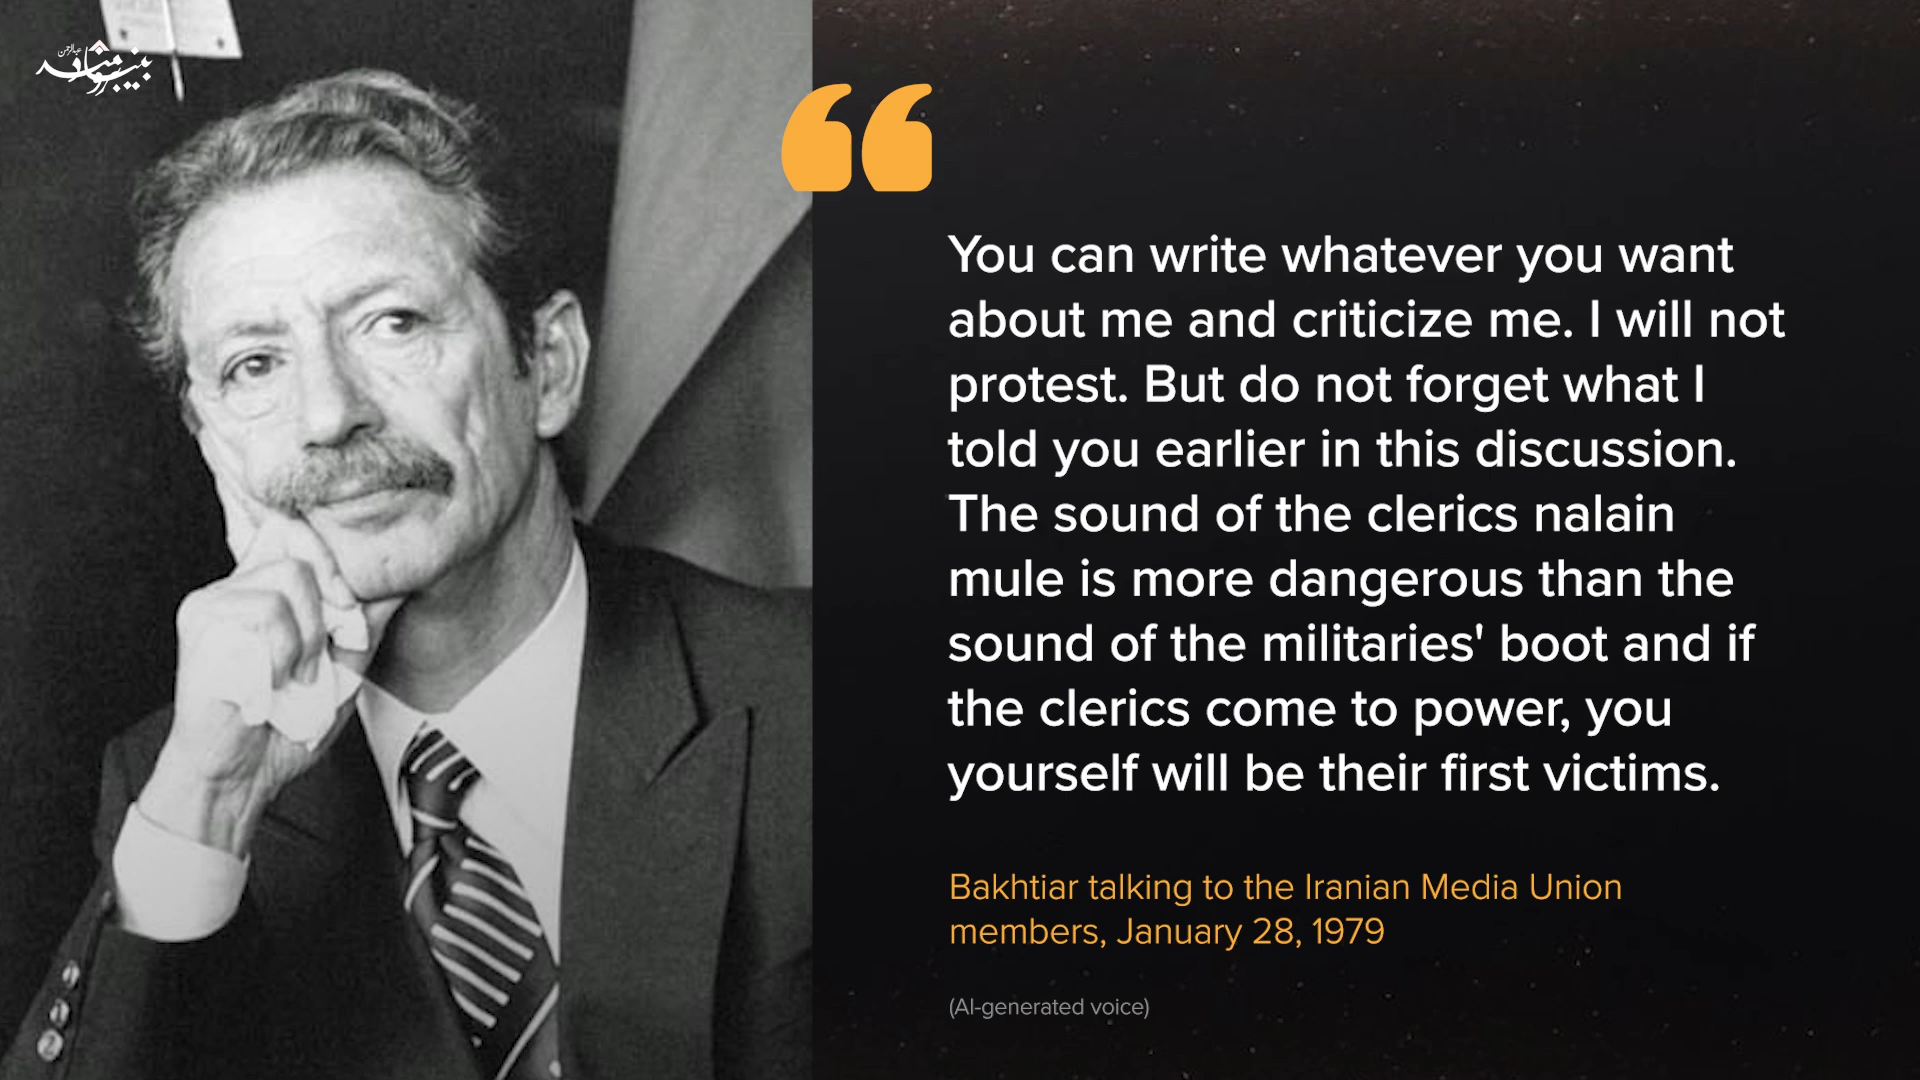 You can write whatever you want
about me and criticize me. I will not
protest. But do not forget what I
told you earlier in this discussion.
The sound of the clerics nalain
mule is more dangerous than the
sound of the militaries' boot and if
the clerics come to power, you
yourself will be their first victims.
Bakhtiar talking to the Iranian Media Union
members, January 28, 1979
(AI-generated voice)